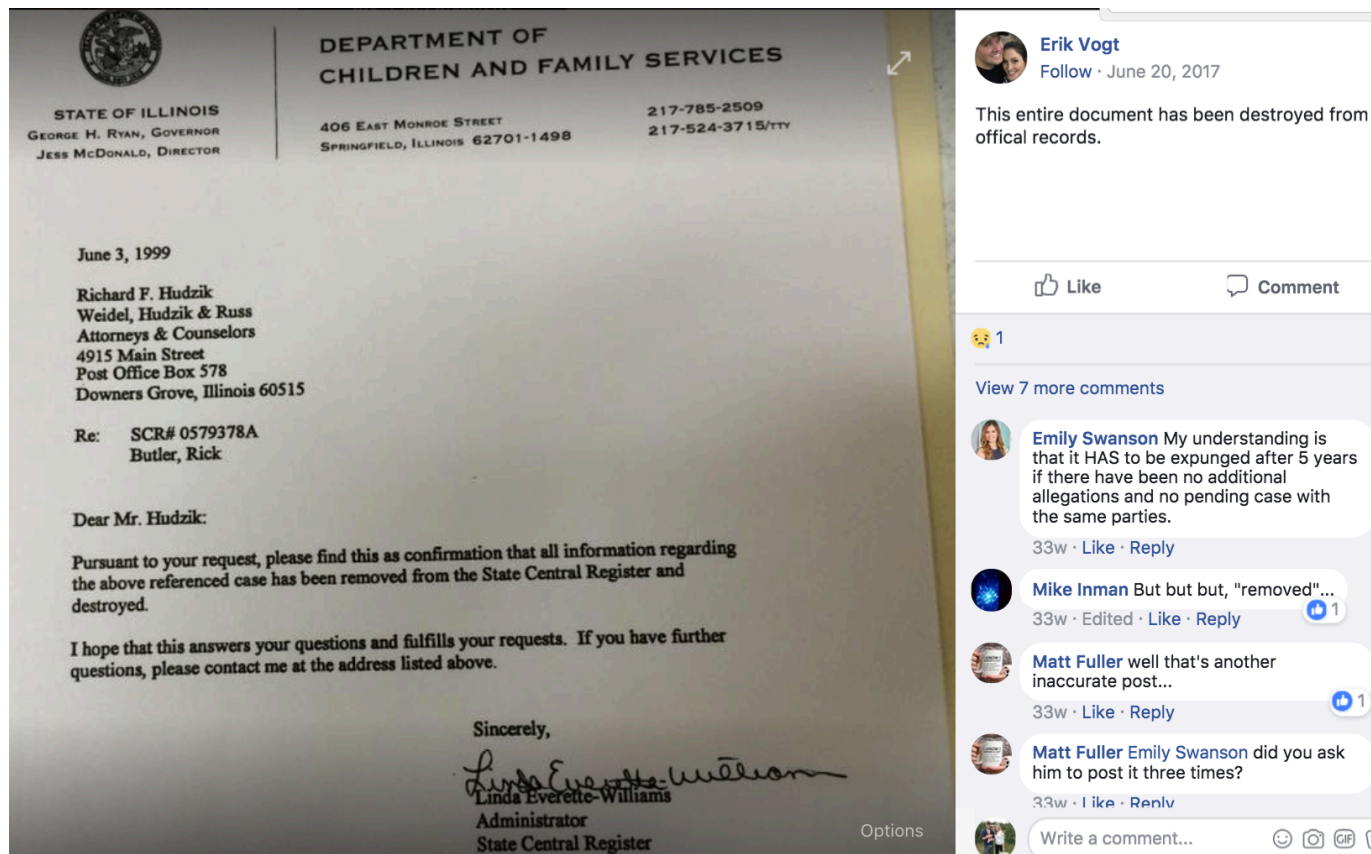 DEPARTMENT OF
CHILDREN AND FAMILY SERVICES
STATE OF ILLINOIS
GEORGE H. RYAN, GOVERNOR
JESS MCDONALD, DIRECTOR
406 EAST MONROE STREET
SPRINGFIELD, ILLINOIS 62701-1498
217-785-2509
217-524-3715/TTY
June 3, 1999
Richard F. Hudzik
Weidel, Hudzik & Russ
Attorneys & Counselors
4915 Main Street
Post Office Box 578
Downers Grove, Illinois 60515
Re: SCR# 0579378A
Butler, Rick
Dear Mr. Hudzik:
Pursuant to your request, please find this as confirmation that all information regarding
the above referenced case has been removed from the State Central Register and
destroyed.
I hope that this answers your questions and fulfills your requests. If you have further
questions, please contact me at the address listed above.
Sincerely,
Linda Everette-Williams
Linda Everette-Williams
Administrator
State Central Register
Options
Erik Vogt
Follow · June 20, 2017
This entire document has been destroyed from
offical records.
Like
Comment
1
View 7 more comments
Emily Swanson My understanding is
that it HAS to be expunged after 5 years
if there have been no additional
allegations and no pending case with
the same parties.
33w · Like · Reply
Mike Inman But but but, "removed"...
1
33w · Edited · Like · Reply
Matt Fuller well that's another
inaccurate post...
1
33w · Like · Reply
Matt Fuller Emily Swanson did you ask
him to post it three times?
33w · Like · Reply
Write a comment...
GIF